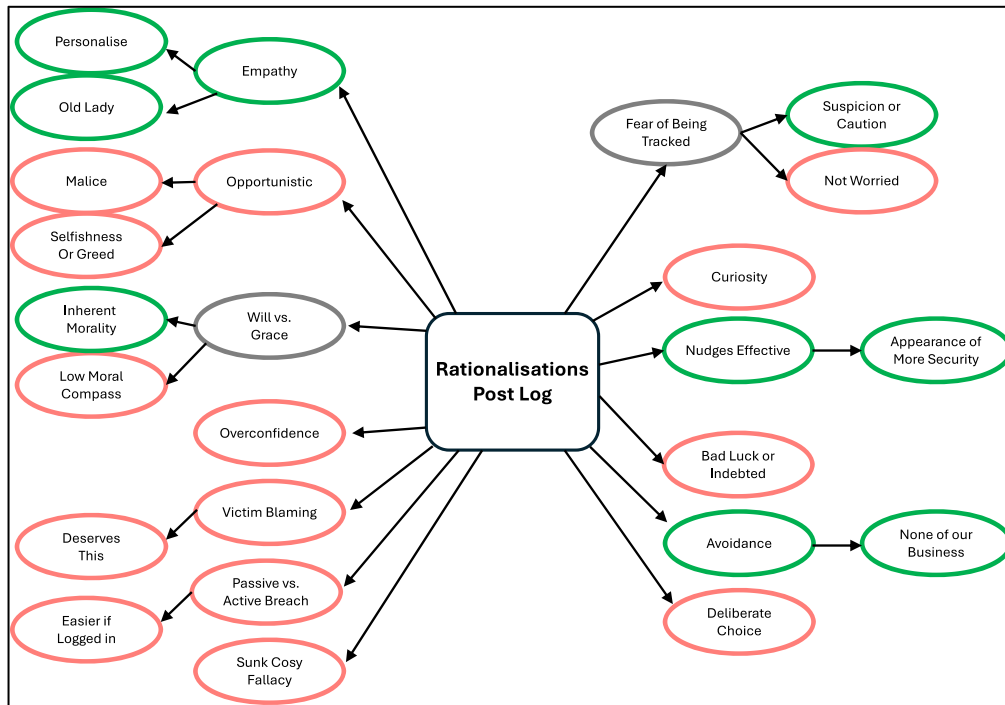 Personalise
Empathy
Old Lady
Malice
Opportunistic
Selfishness
Or Greed
Inherent
Morality
Will vs.
Grace
Low Moral
Compass
Overconfidence
Victim Blaming
Deserves
This
Passive vs.
Active Breach
Easier if
Logged in
Sunk Cosy
Fallacy
Rationalisations
Post Log
Fear of Being
Tracked
Suspicion or
Caution
Not Worried
Curiosity
Nudges Effective
Appearance of
More Security
Bad Luck or
Indebted
Avoidance
None of our
Business
Deliberate
Choice